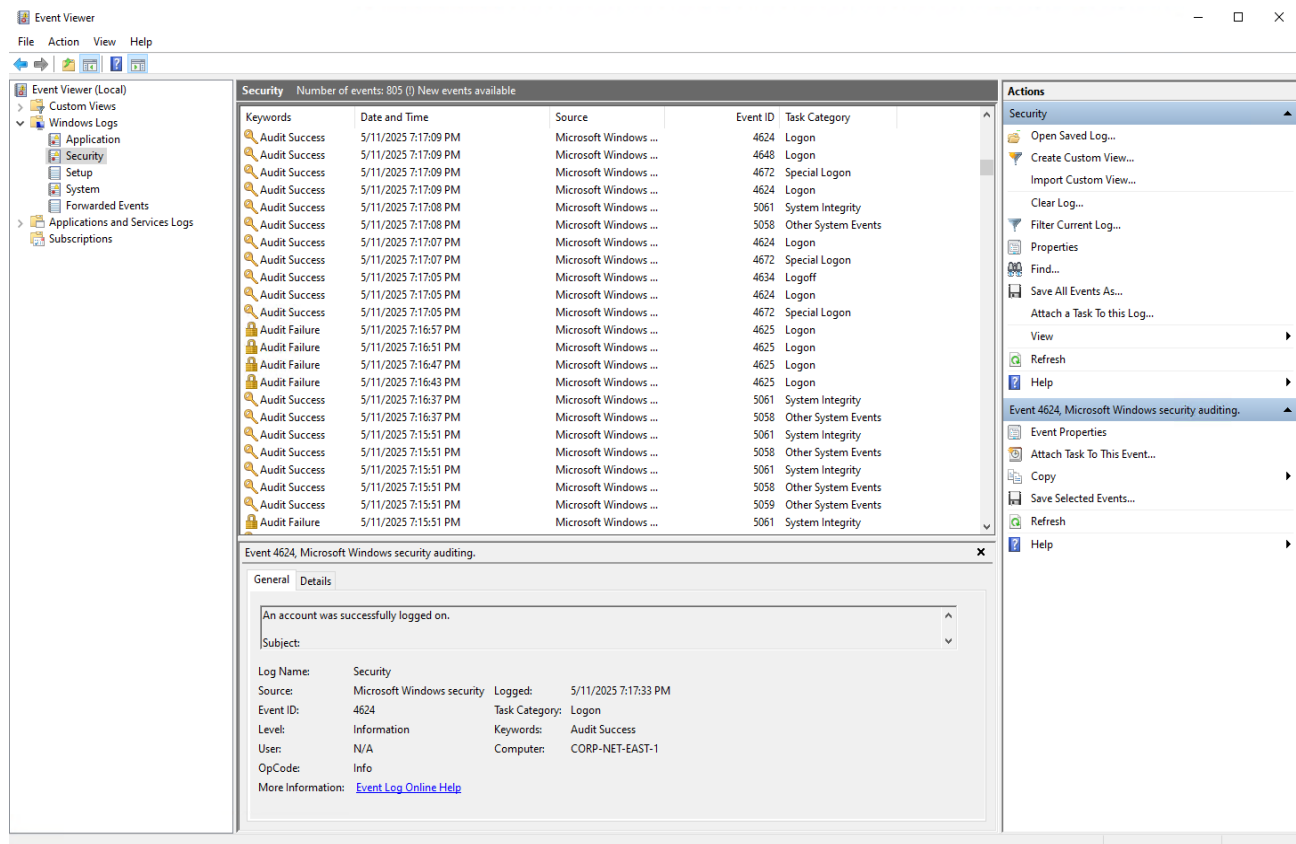 Event Viewer
File Action View Help
Event Viewer (Local)
Custom Views
Windows Logs
Application
Security
Setup
System
Forwarded Events
Applications and Services Logs
Subscriptions
Security Number of events: 805 (!) New events available
Keywords Date and Time Source Event ID Task Category
Audit Success 5/11/2025 7:17:09 PM Microsoft Windows ... 4624 Logon
Audit Success 5/11/2025 7:17:09 PM Microsoft Windows ... 4648 Logon
Audit Success 5/11/2025 7:17:09 PM Microsoft Windows ... 4672 Special Logon
Audit Success 5/11/2025 7:17:09 PM Microsoft Windows ... 4624 Logon
Audit Success 5/11/2025 7:17:08 PM Microsoft Windows ... 5061 System Integrity
Audit Success 5/11/2025 7:17:08 PM Microsoft Windows ... 5058 Other System Events
Audit Success 5/11/2025 7:17:07 PM Microsoft Windows ... 4624 Logon
Audit Success 5/11/2025 7:17:07 PM Microsoft Windows ... 4672 Special Logon
Audit Success 5/11/2025 7:17:05 PM Microsoft Windows ... 4634 Logoff
Audit Success 5/11/2025 7:17:05 PM Microsoft Windows ... 4624 Logon
Audit Success 5/11/2025 7:17:05 PM Microsoft Windows ... 4672 Special Logon
Audit Failure 5/11/2025 7:16:57 PM Microsoft Windows ... 4625 Logon
Audit Failure 5/11/2025 7:16:51 PM Microsoft Windows ... 4625 Logon
Audit Failure 5/11/2025 7:16:47 PM Microsoft Windows ... 4625 Logon
Audit Failure 5/11/2025 7:16:43 PM Microsoft Windows ... 4625 Logon
Audit Success 5/11/2025 7:16:37 PM Microsoft Windows ... 5061 System Integrity
Audit Success 5/11/2025 7:16:37 PM Microsoft Windows ... 5058 Other System Events
Audit Success 5/11/2025 7:15:51 PM Microsoft Windows ... 5061 System Integrity
Audit Success 5/11/2025 7:15:51 PM Microsoft Windows ... 5058 Other System Events
Audit Success 5/11/2025 7:15:51 PM Microsoft Windows ... 5061 System Integrity
Audit Success 5/11/2025 7:15:51 PM Microsoft Windows ... 5058 Other System Events
Audit Success 5/11/2025 7:15:51 PM Microsoft Windows ... 5059 Other System Events
Audit Failure 5/11/2025 7:15:51 PM Microsoft Windows ... 5061 System Integrity
Event 4624, Microsoft Windows security auditing.
General Details
An account was successfully logged on.
Subject:
Log Name: Security
Source: Microsoft Windows security Logged: 5/11/2025 7:17:33 PM
Event ID: 4624 Task Category: Logon
Level: Information Keywords: Audit Success
User: N/A Computer: CORP-NET-EAST-1
OpCode: Info
More Information: Event Log Online Help
Actions
Security
Open Saved Log...
Create Custom View...
Import Custom View...
Clear Log...
Filter Current Log...
Properties
Find...
Save All Events As...
Attach a Task To this Log...
View
Refresh
Help
Event 4624, Microsoft Windows security auditing.
Event Properties
Attach Task To This Event...
Copy
Save Selected Events...
Refresh
Help